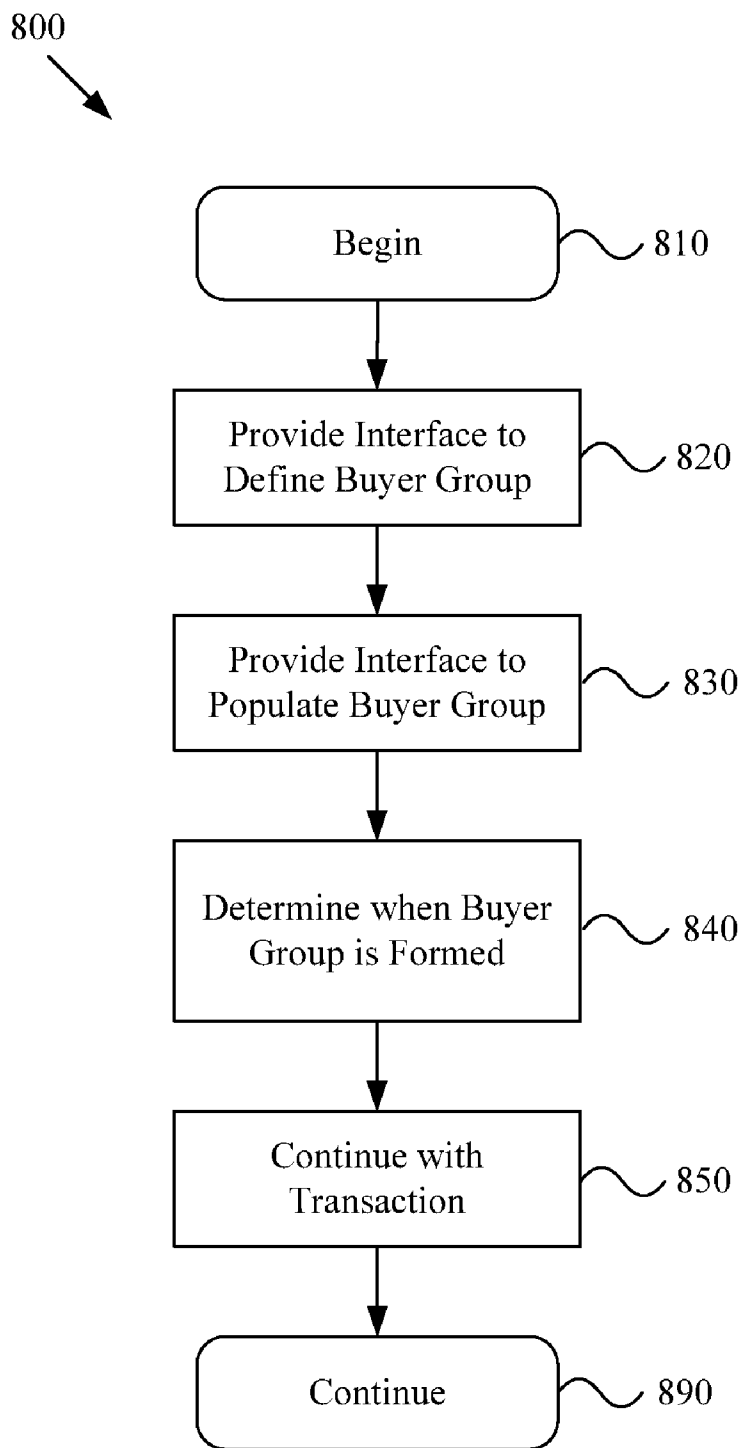 800
Begin
810
Provide Interface to
Define Buyer Group
820
Provide Interface to
Populate Buyer Group
830
Determine when Buyer
Group is Formed
840
Continue with
Transaction
850
Continue
890